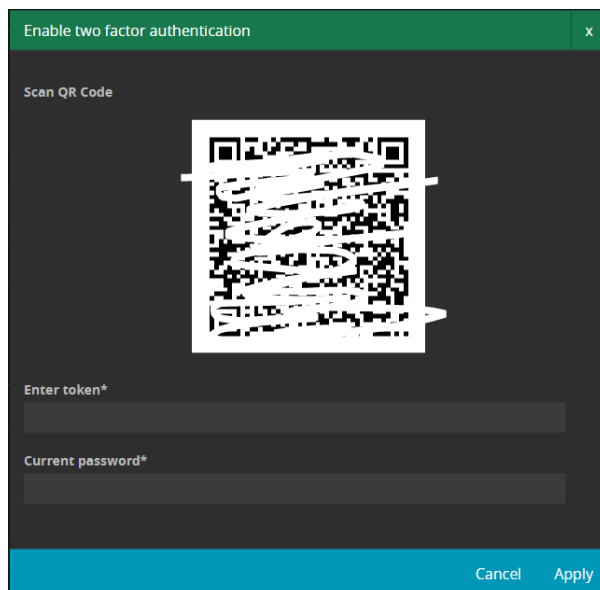 Enable two factor authentication x
Scan QR Code
Enter token*
Current password*
Cancel Apply